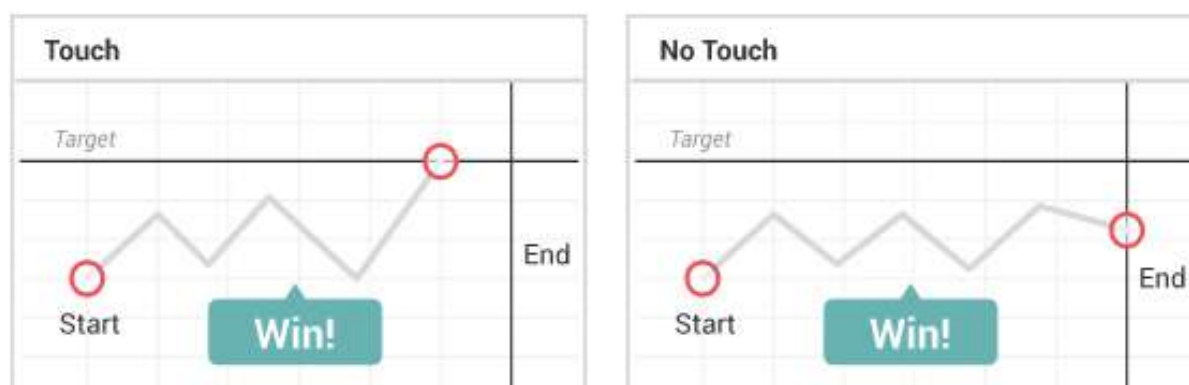 Touch
Target
End
Start
Win!
No Touch
Target
End
Start
Win!